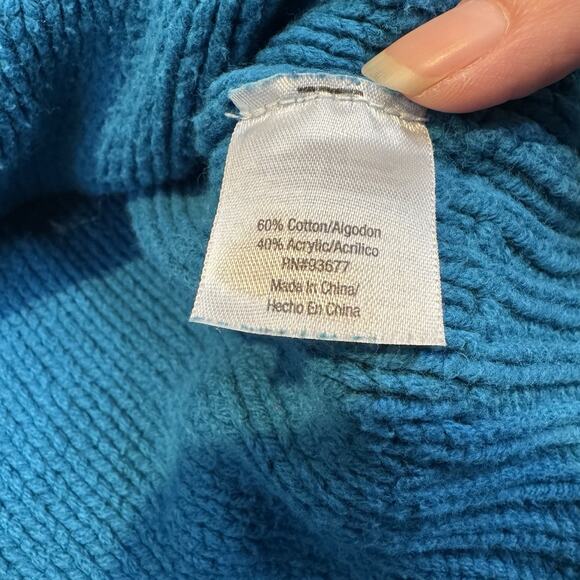 60% Cotton/Algodon
40% Acrylic/Acrilico
RN#93677
Made In China/
Hecho En China